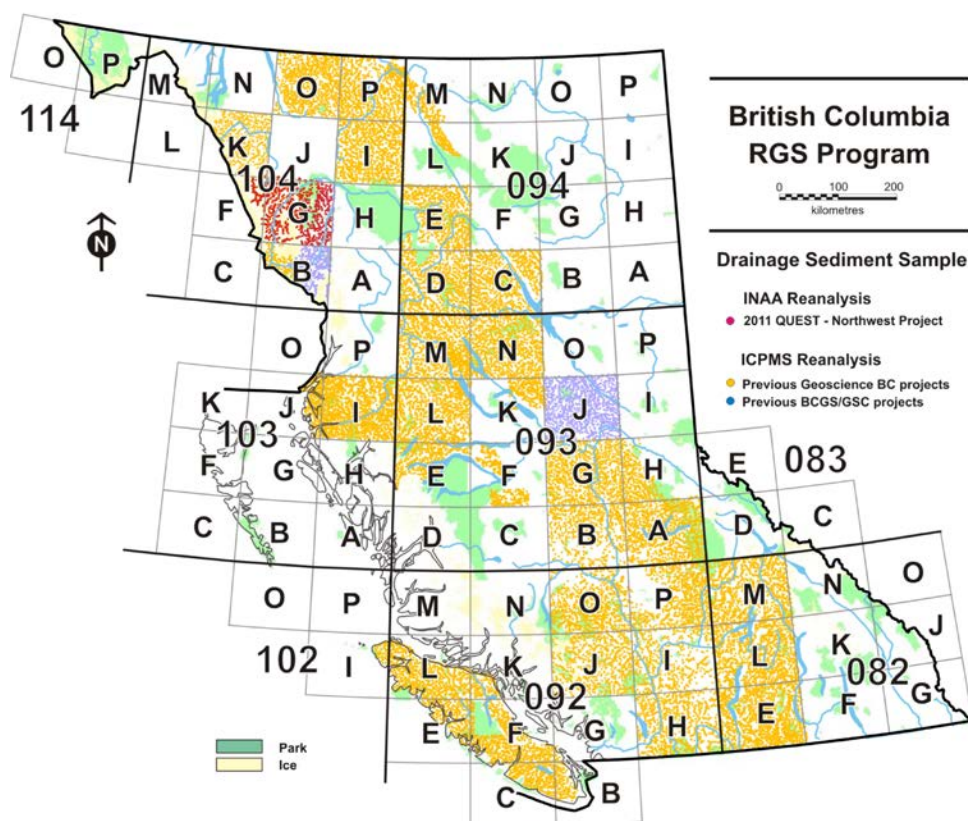 O P M N O P M N O P
114
L K J I L K J I
104 094
F G H E F G H
C B A D C B A
O P M N O P
K J I L K J I
103 093
F G H E F G H E 083
C B A D C B A D C
O P M N O P M N O
102 I L K J I L K J
092 082
E F G H E F G
C B
N
British Columbia
RGS Program
0 100 200
kilometres
Drainage Sediment Sample
INAA Reanalysis
2011 QUEST - Northwest Project
ICPMS Reanalysis
Previous Geoscience BC projects
Previous BCGS/GSC projects
Park
Ice